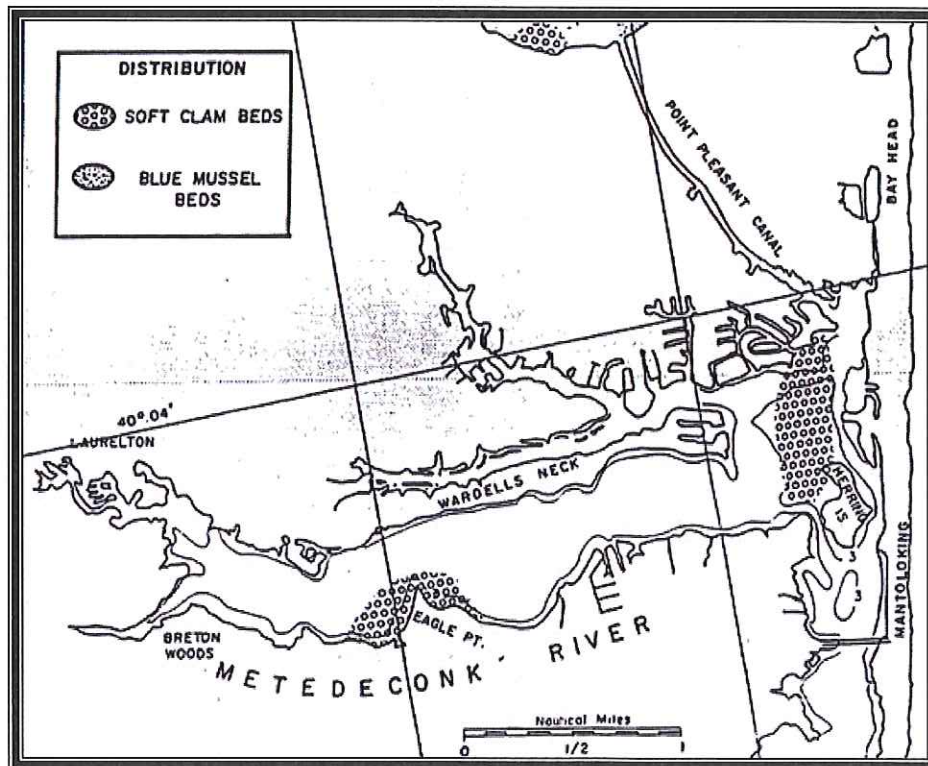 DISTRIBUTION
SOFT CLAM BEDS
BLUE MUSSEL
BEDS
POINT PLEASANT CANAL
BAY HEAD
40°.04'
LAURELTON
WARDELLS NECK
HERRING
IS
3
3
MANTOLOKING
EAGLE PT.
BRETON
WOODS
METEDECONK RIVER
Nautical Miles
0 1/2 1